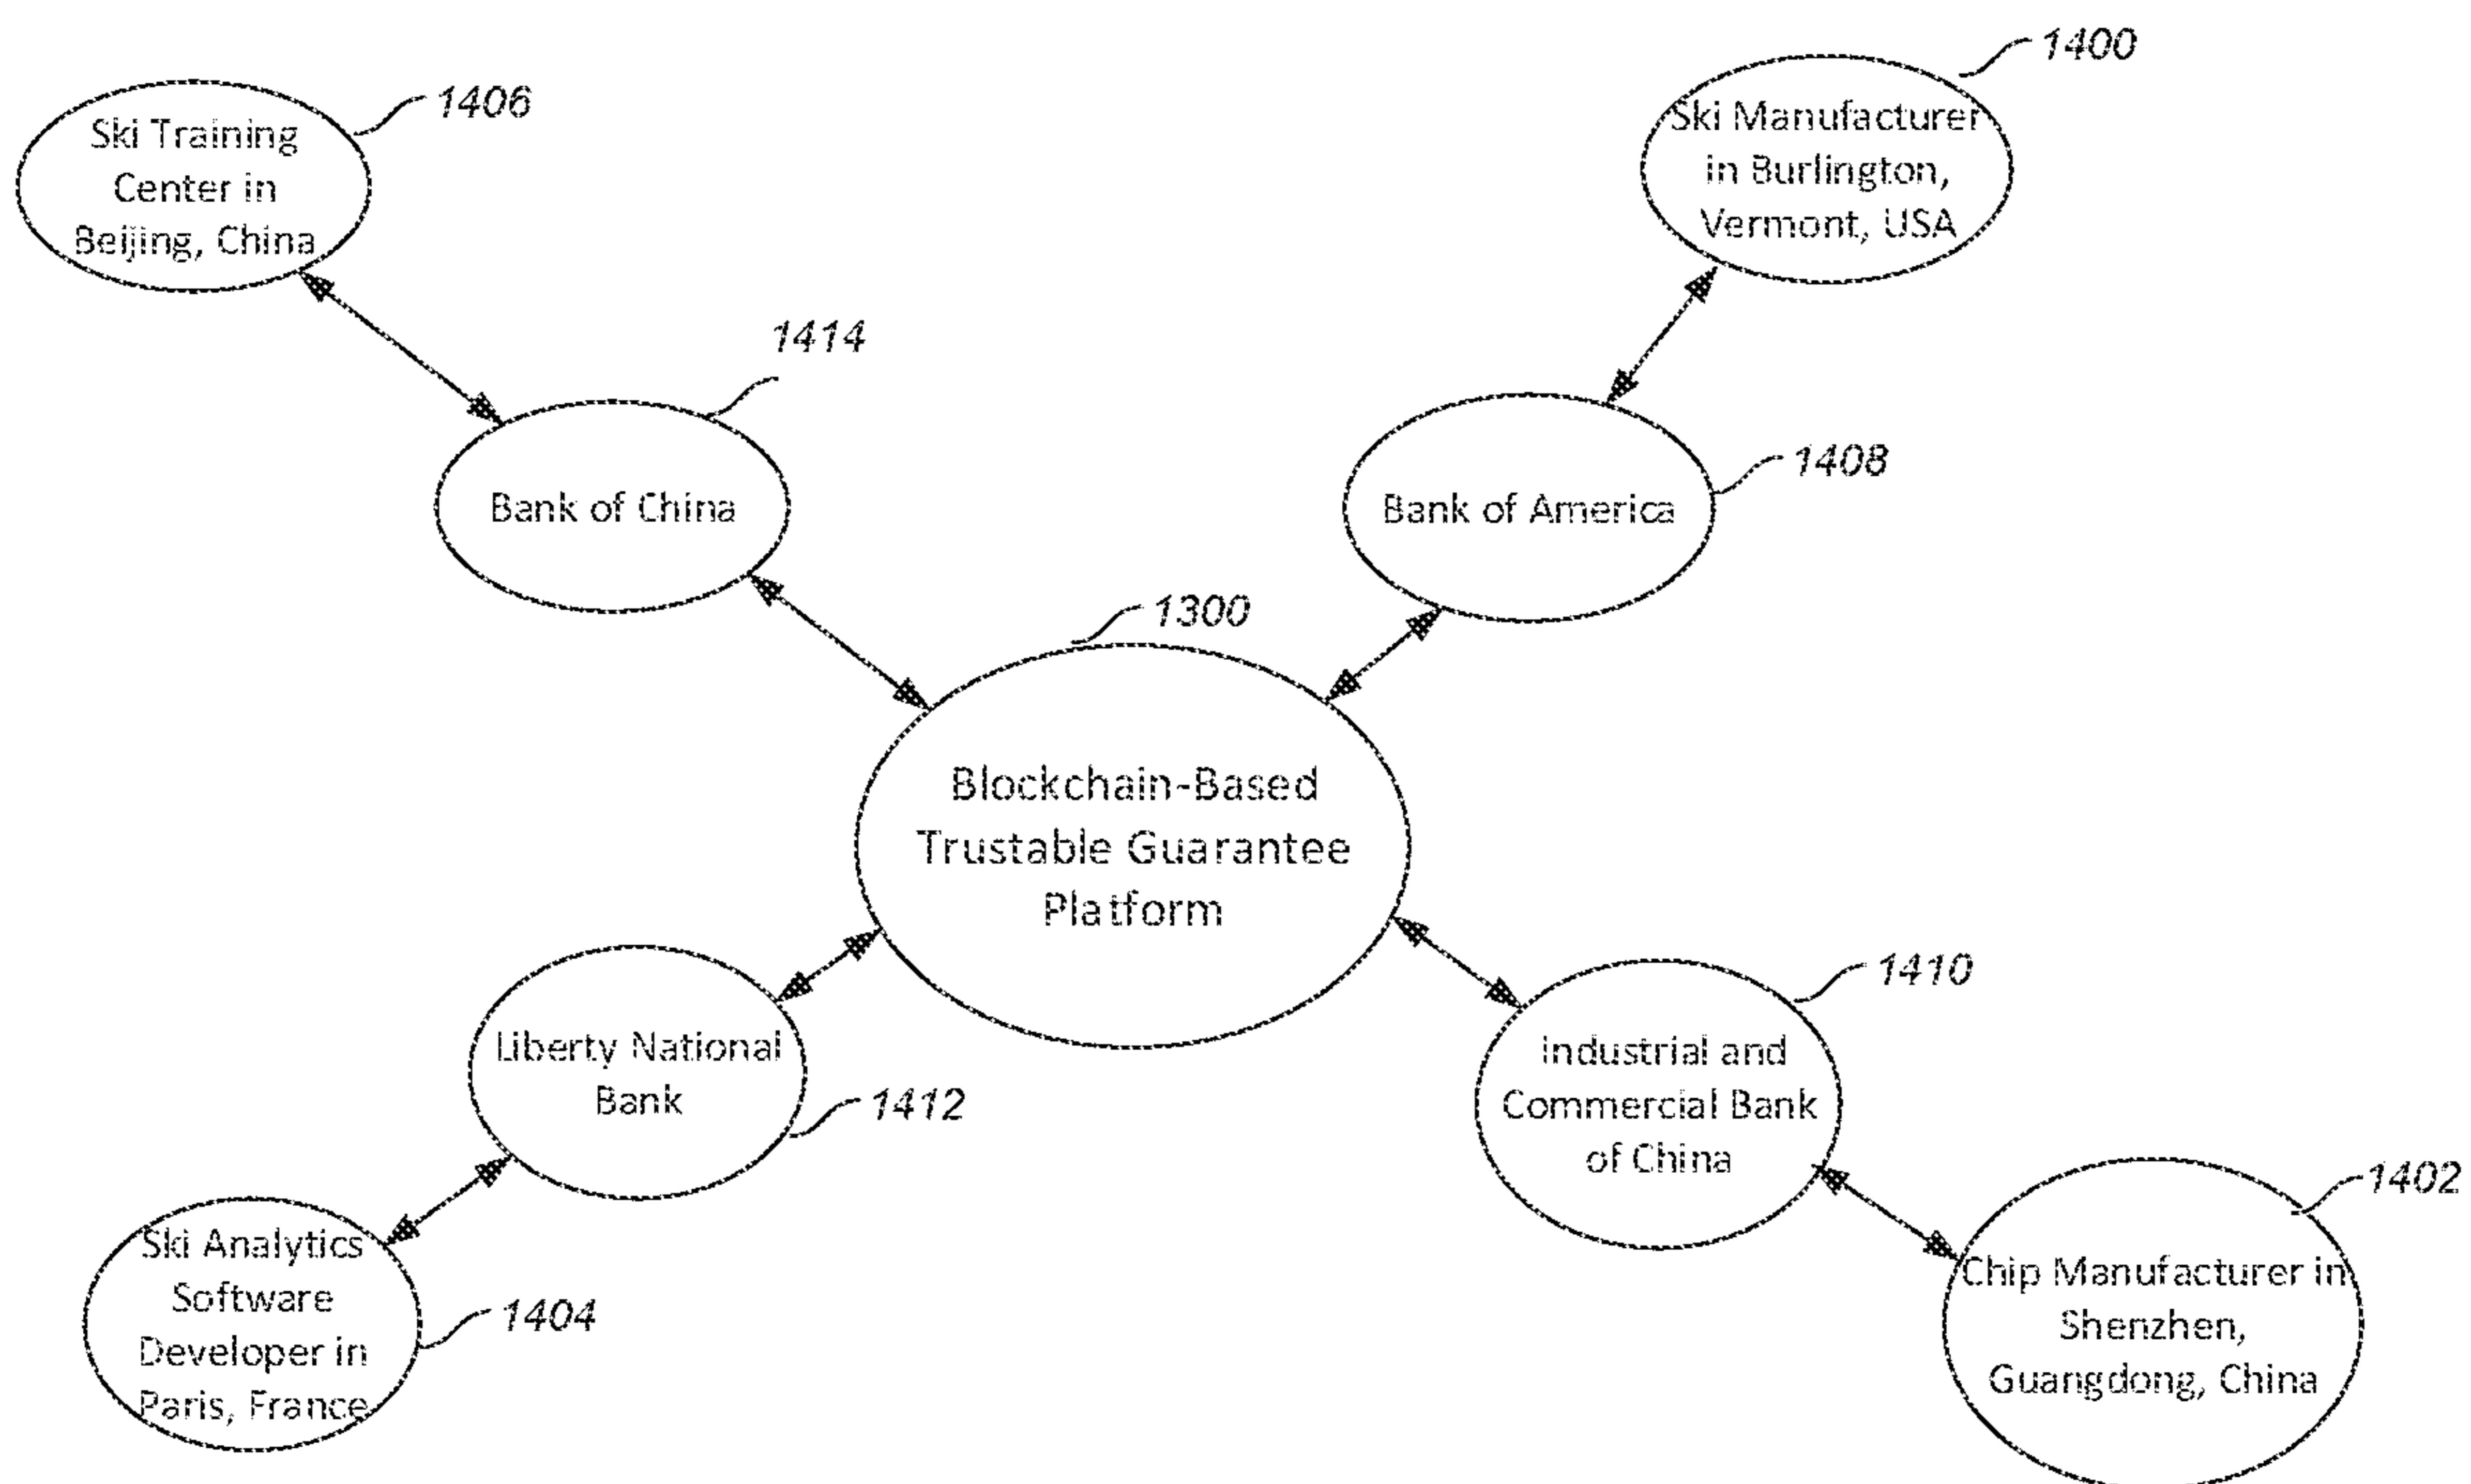 1400
Ski Manufacturer
in Burlington,
Vermont, USA
1406
Ski Training
Center in
Beijing, China
1414
Bank of China
1408
Bank of America
1300
Blockchain-Based
Trustable Guarantee
Platform
1410
Industrial and
Commercial Bank
of China
Liberty National
Bank
1412
1402
Chip Manufacturer in
Shenzhen,
Guangdong, China
Ski Analytics
Software
Developer in
Paris, France
1404